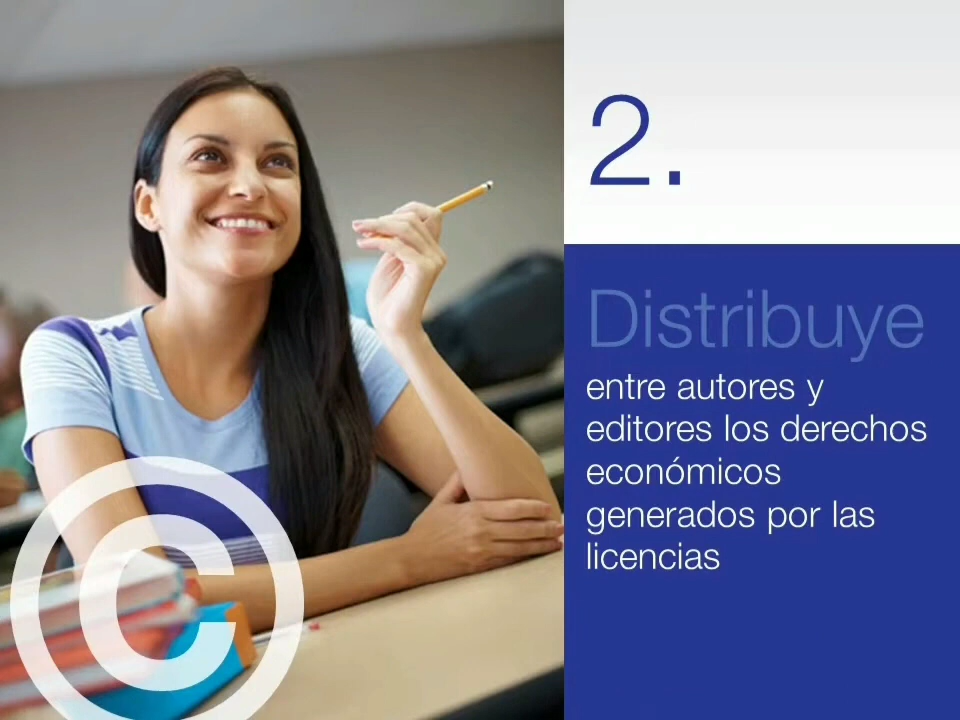 2.
Distribuye
entre autores y
editores los derechos
económicos
generados por las
licencias
©